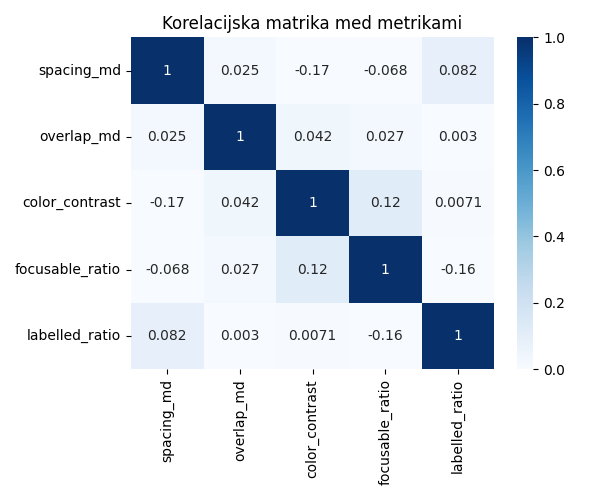 Korelacijska matrika med metrikami
spacing_md 1 0.025 -0.17 -0.068 0.082
overlap_md 0.025 1 0.042 0.027 0.003
color_contrast -0.17 0.042 1 0.12 0.0071
focusable_ratio -0.068 0.027 0.12 1 -0.16
labelled_ratio 0.082 0.003 0.0071 -0.16 1
spacing_md
overlap_md
color_contrast
focusable_ratio
labelled_ratio
1.0
0.8
0.6
0.4
0.2
0.0